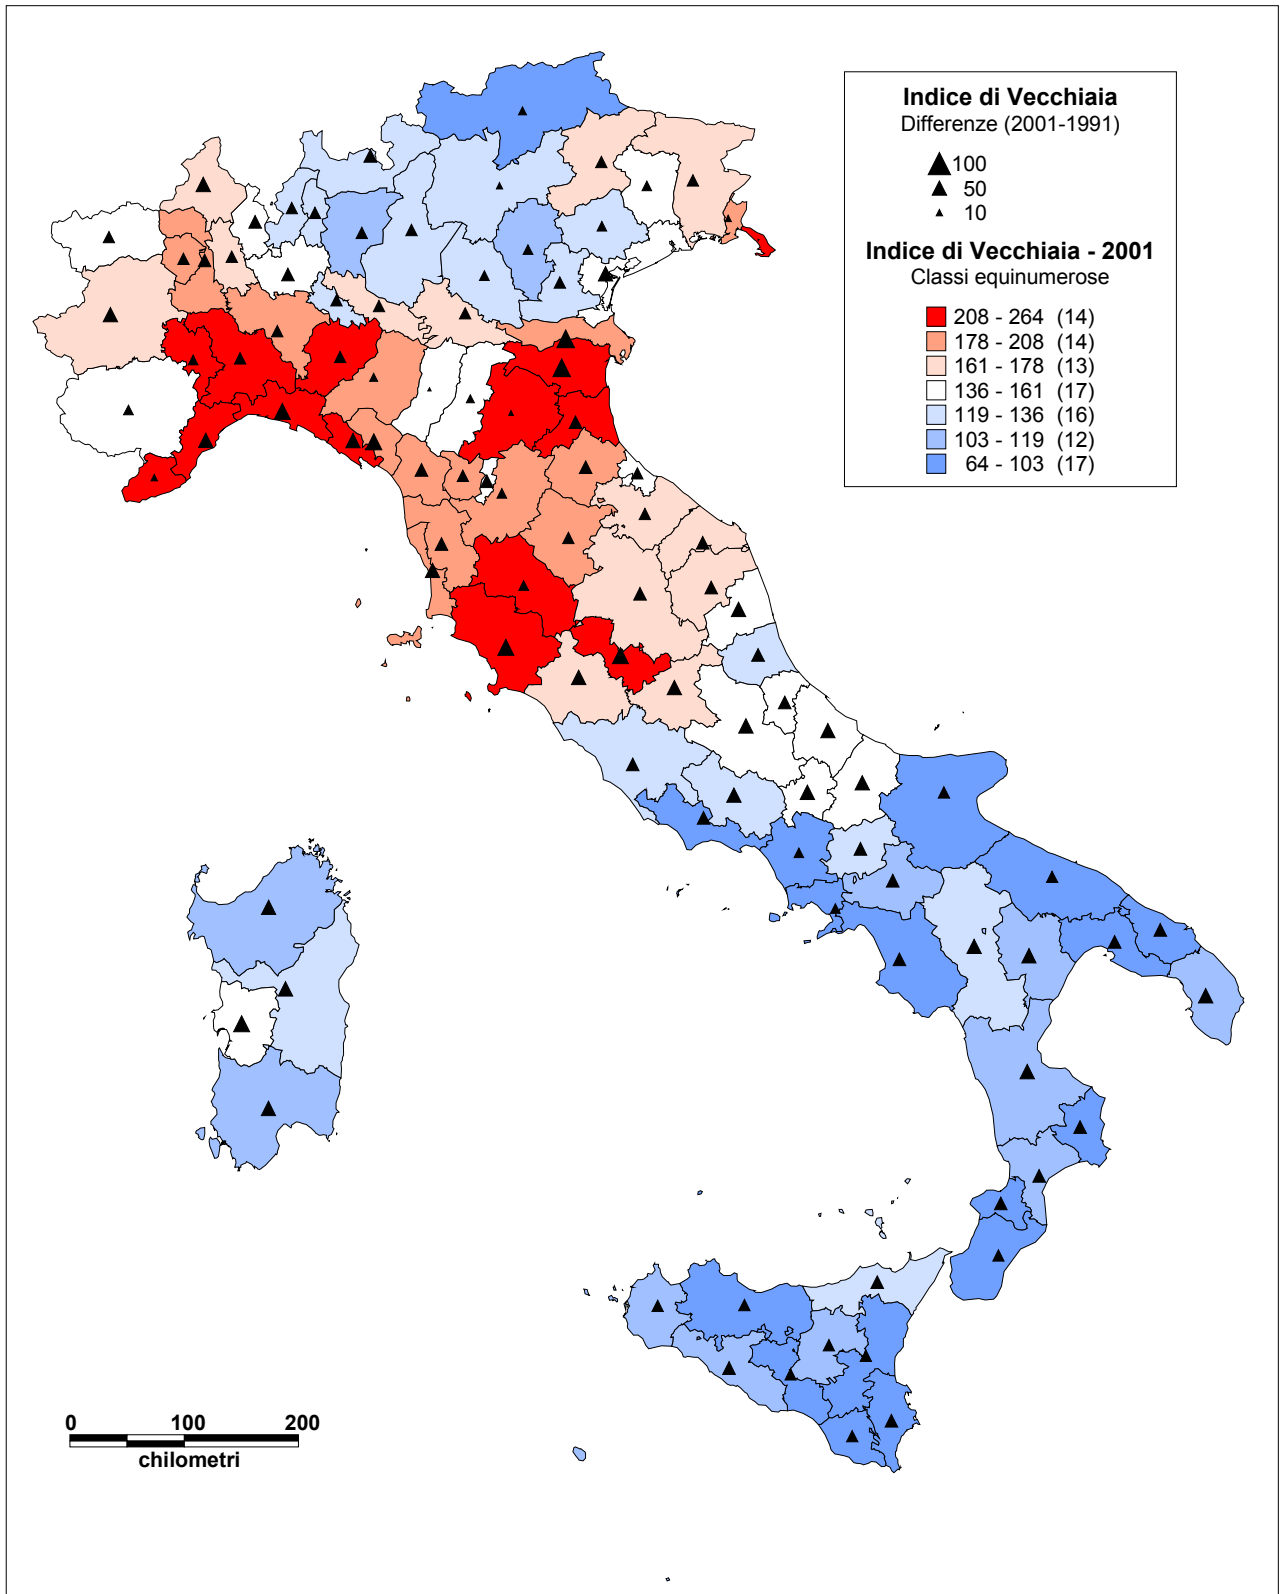 Indice di Vecchiaia
Differenze (2001-1991)
100
50
10
Indice di Vecchiaia - 2001
Classi equinumerose
208 - 264 (14)
178 - 208 (14)
161 - 178 (13)
136 - 161 (17)
119 - 136 (16)
103 - 119 (12)
64 - 103 (17)
0 100 200
chilometri